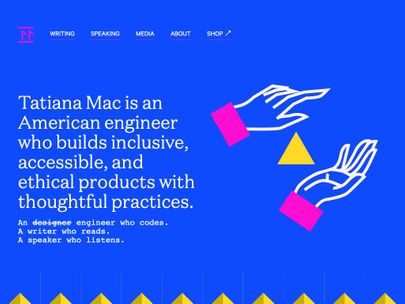 WRITING SPEAKING MEDIA ABOUT SHOP ↗
Tatiana Mac is an
American engineer
who builds inclusive,
accessible, and
ethical products with
thoughtful practices.
An designer engineer who codes.
A writer who reads.
A speaker who listens.